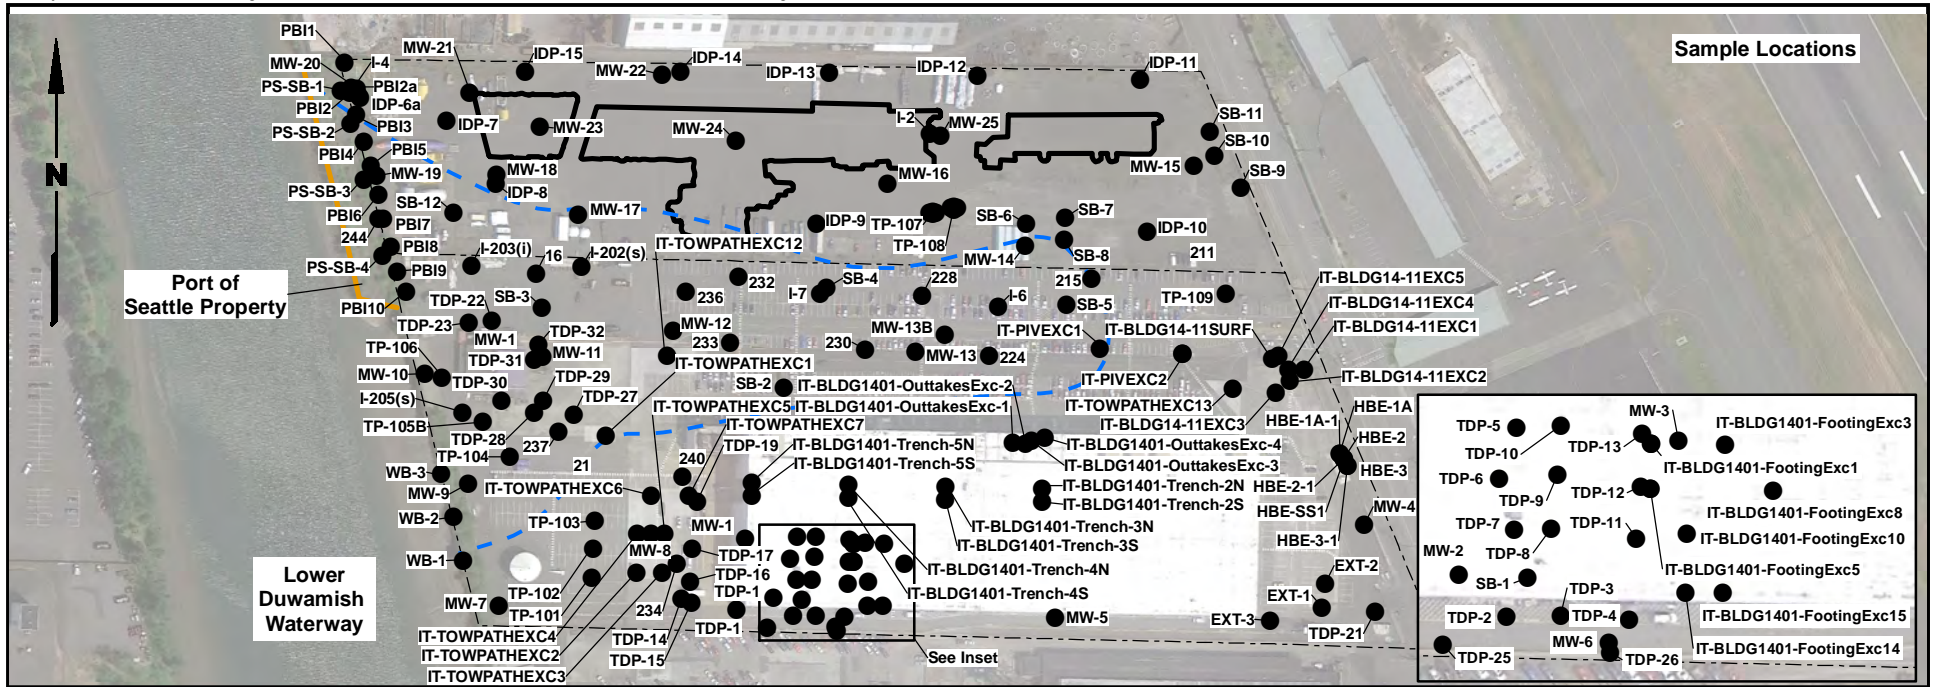 Sample Locations
PBI1
MW-20
PS-SB-1
PBI2
PS-SB-2
PBI4
PS-SB-3
PBI6
244
PS-SB-4
PBI10
I-4
PBI2a
IDP-6a
PBI3
PBI5
MW-19
PBI7
PBI8
PBI9
MW-21
IDP-15
MW-22
IDP-14
IDP-13
IDP-12
IDP-11
IDP-7
MW-23
MW-24
I-2
MW-25
SB-11
SB-10
MW-15
SB-9
MW-18
IDP-8
MW-16
SB-12
MW-17
IDP-9
TP-107
TP-108
SB-6
SB-7
IDP-10
MW-14
SB-8
211
N
I-203(i)
16
I-202(s)
IT-TOWPATHEXC12
Port of
Seattle Property
TDP-22
SB-3
236
232
I-7
SB-4
228
I-6
215
SB-5
TP-109
IT-BLDG14-11EXC5
IT-BLDG14-11EXC4
IT-BLDG14-11EXC1
IT-BLDG14-11SURF
IT-BLDG14-11EXC2
IT-BLDG14-11EXC3
TDP-23
MW-1
TDP-32
TDP-31
MW-11
MW-12
233
230
MW-13B
MW-13
224
IT-PIVEXC1
IT-PIVEXC2
IT-TOWPATHEXC13
TP-106
MW-10
TDP-30
TDP-29
TDP-27
IT-TOWPATHEXC1
SB-2
IT-BLDG1401-OuttakesExc-2
IT-BLDG1401-OuttakesExc-1
IT-BLDG1401-OuttakesExc-4
IT-BLDG1401-OuttakesExc-3
I-205(s)
TP-105B
TDP-28
237
TP-104
IT-TOWPATHEXC5
IT-TOWPATHEXC7
TDP-19
IT-BLDG1401-Trench-5N
IT-BLDG1401-Trench-5S
IT-BLDG1401-Trench-2N
IT-BLDG1401-Trench-2S
IT-BLDG1401-Trench-3N
IT-BLDG1401-Trench-3S
IT-BLDG1401-Trench-4N
IT-BLDG1401-Trench-4S
WB-3
MW-9
21
240
IT-TOWPATHEXC6
WB-2
TP-103
MW-1
MW-8
TDP-17
TDP-16
TDP-1
WB-1
MW-7
TP-102
TP-101
234
TDP-14
TDP-1
TDP-15
IT-TOWPATHEXC4
IT-TOWPATHEXC2
IT-TOWPATHEXC3
Lower
Duwamish
Waterway
MW-5
See Inset
HBE-1A
HBE-1A-1
HBE-2
HBE-3
HBE-2-1
HBE-SS1
HBE-3-1
MW-4
EXT-2
EXT-1
EXT-3
TDP-21
TDP-5
TDP-10
TDP-13
MW-3
IT-BLDG1401-FootingExc3
IT-BLDG1401-FootingExc1
TDP-6
TDP-9
TDP-12
IT-BLDG1401-FootingExc8
TDP-7
TDP-8
TDP-11
IT-BLDG1401-FootingExc10
MW-2
SB-1
IT-BLDG1401-FootingExc5
TDP-3
TDP-2
TDP-4
IT-BLDG1401-FootingExc15
MW-6
IT-BLDG1401-FootingExc14
TDP-25
TDP-26